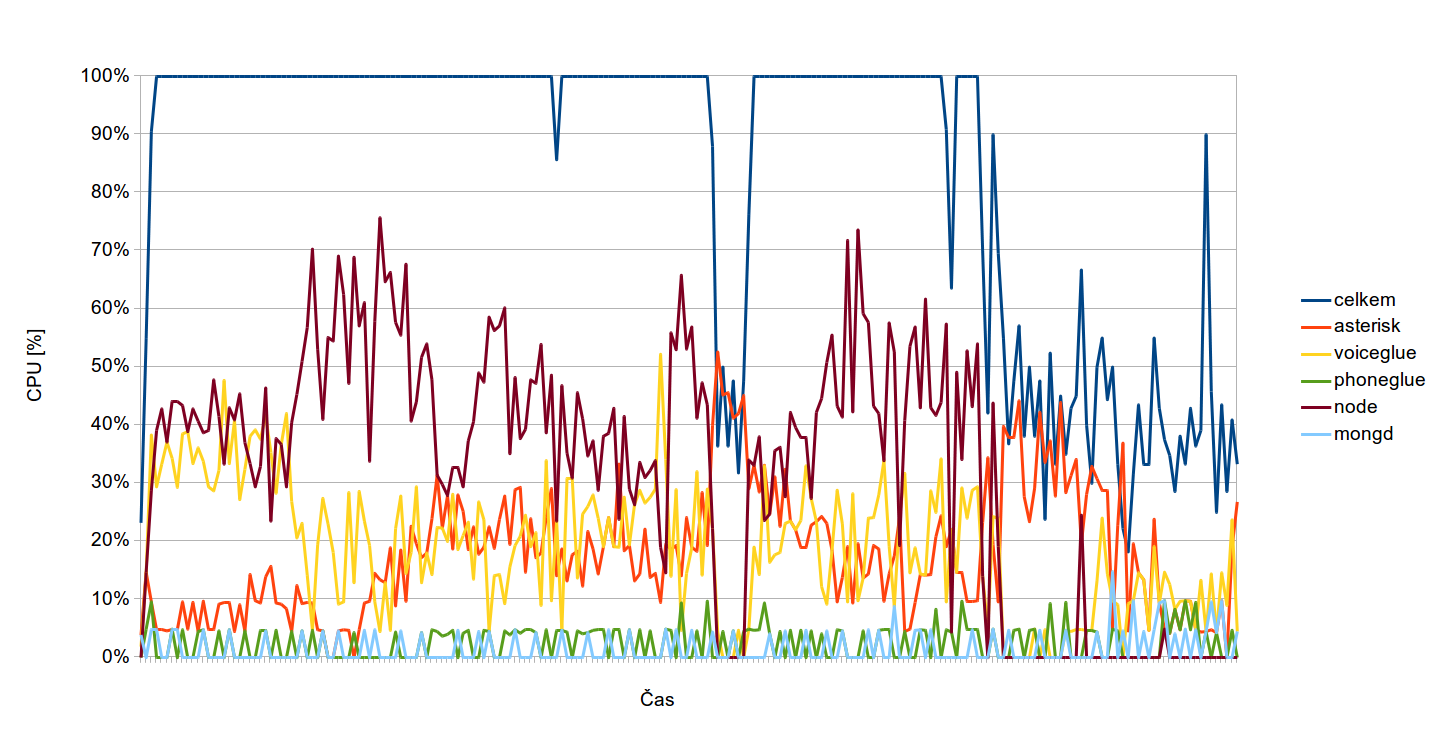 100%
90%
80%
70%
60%
50%
40%
30%
20%
10%
0%
CPU [%]
Čas
celkem
asterisk
voiceglue
phoneglue
node
mongd